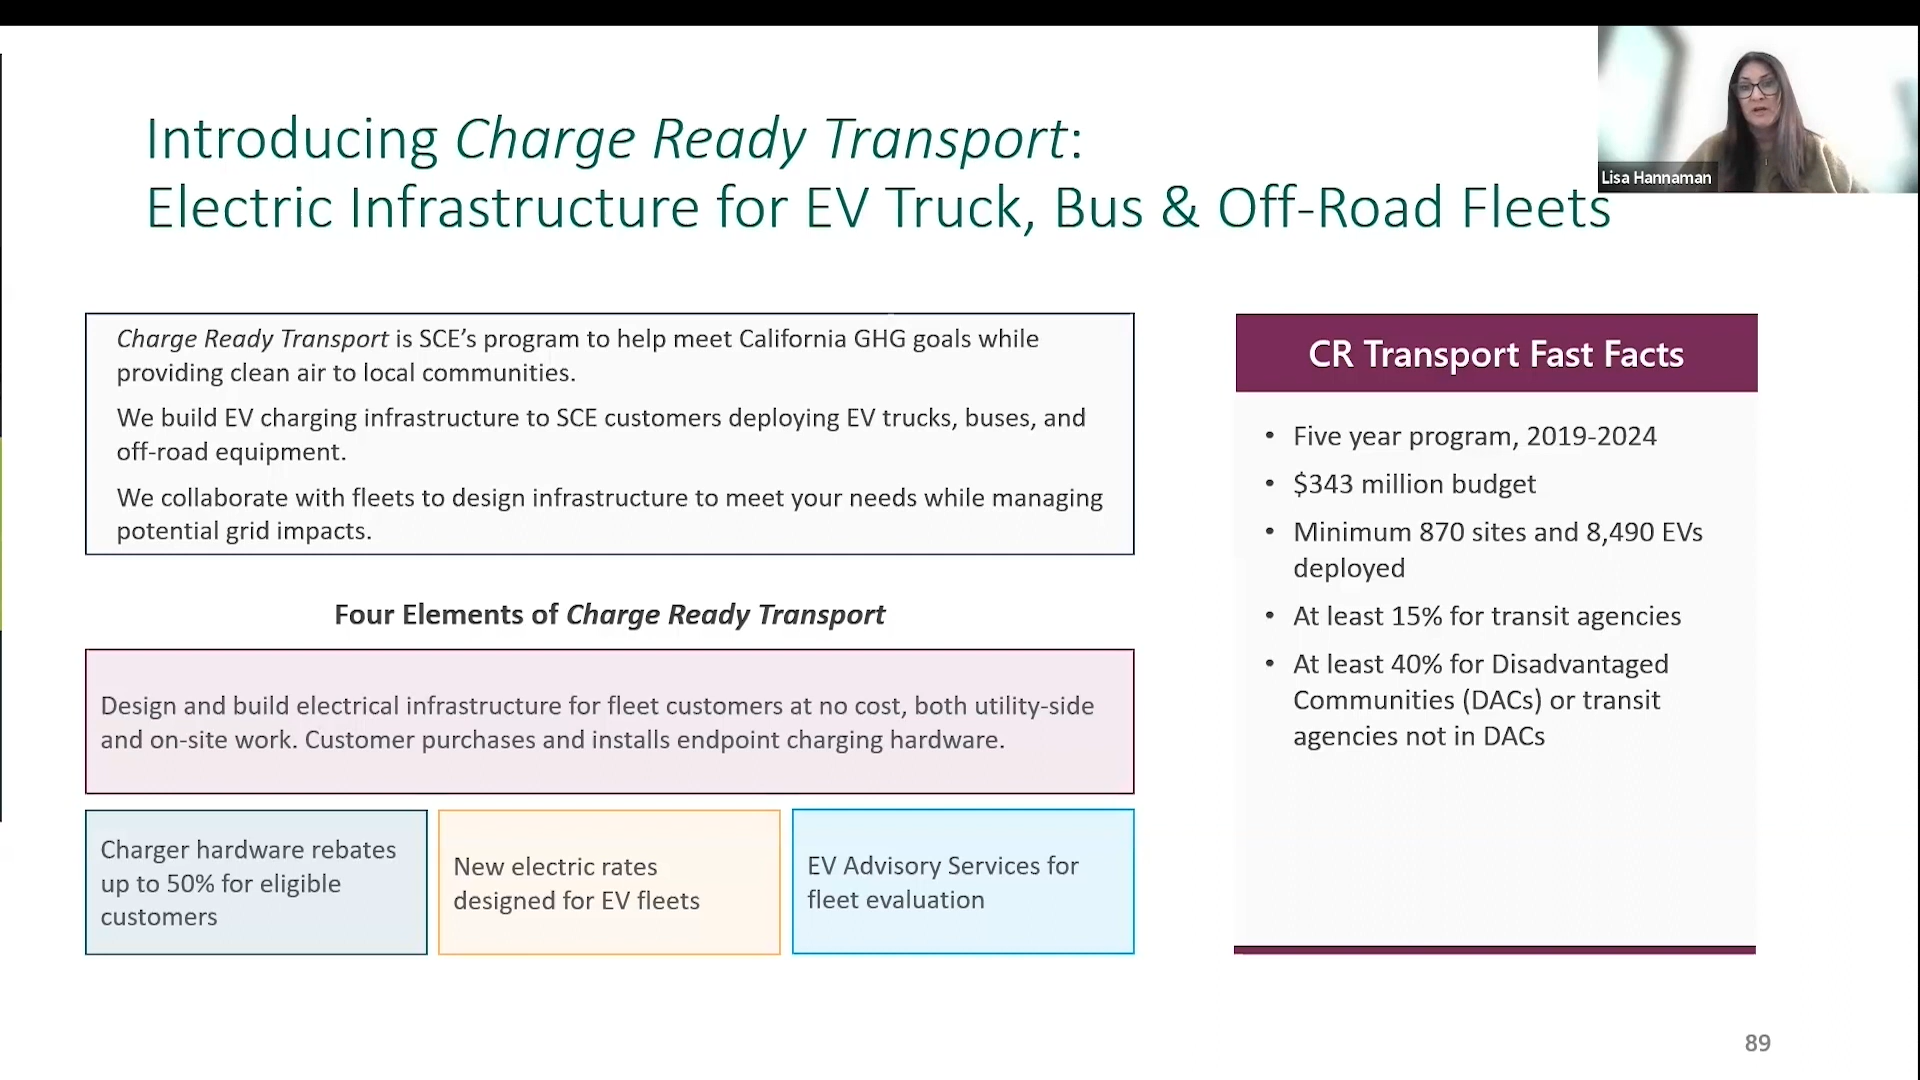 Introducing Charge Ready Transport:
Electric Infrastructure for EV Truck, Bus & Off-Road Fleets
Lisa Hannaman
Charge Ready Transport is SCE’s program to help meet California GHG goals while
providing clean air to local communities.
We build EV charging infrastructure to SCE customers deploying EV trucks, buses, and
off-road equipment.
We collaborate with fleets to design infrastructure to meet your needs while managing
potential grid impacts.
Four Elements of Charge Ready Transport
Design and build electrical infrastructure for fleet customers at no cost, both utility-side
and on-site work. Customer purchases and installs endpoint charging hardware.
Charger hardware rebates
up to 50% for eligible
customers
New electric rates
designed for EV fleets
EV Advisory Services for
fleet evaluation
CR Transport Fast Facts
• Five year program, 2019-2024
• $343 million budget
• Minimum 870 sites and 8,490 EVs
deployed
• At least 15% for transit agencies
• At least 40% for Disadvantaged
Communities (DACs) or transit
agencies not in DACs
89